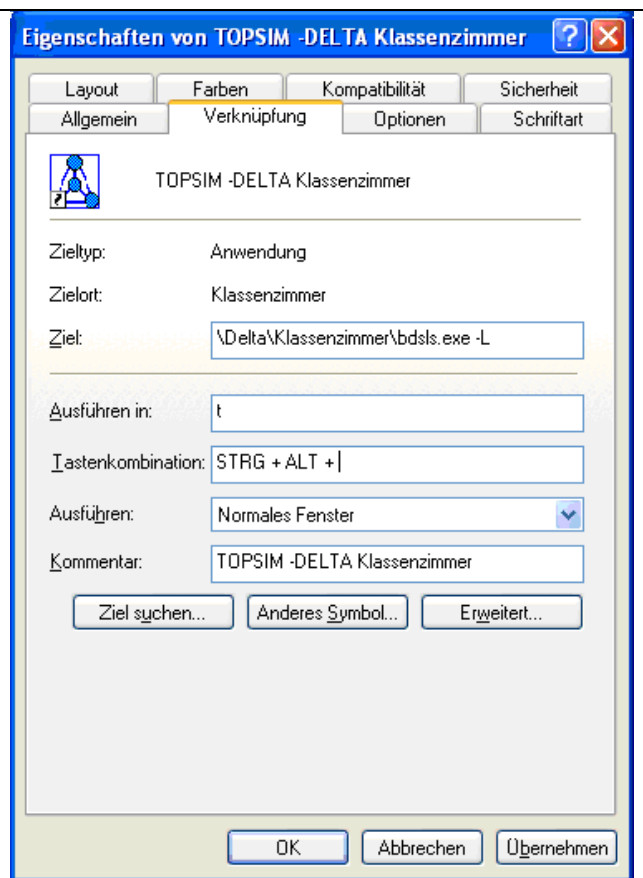 Eigenschaften von TOPSIM -DELTA Klassenzimmer
Layout Farben Kompatibilität Sicherheit
Allgemein Verknüpfung Optionen Schriftart
TOPSIM -DELTA Klassenzimmer
Zieltyp: Anwendung
Zielort: Klassenzimmer
Ziel: \Delta\Klassenzimmer\bdsls.exe -L
Ausführen in: t
Tastenkombination: STRG + ALT +
Ausführen: Normales Fenster
Kommentar: TOPSIM -DELTA Klassenzimmer
Ziel suchen... Anderes Symbol... Erweitert...
OK Abbrechen Übernehmen